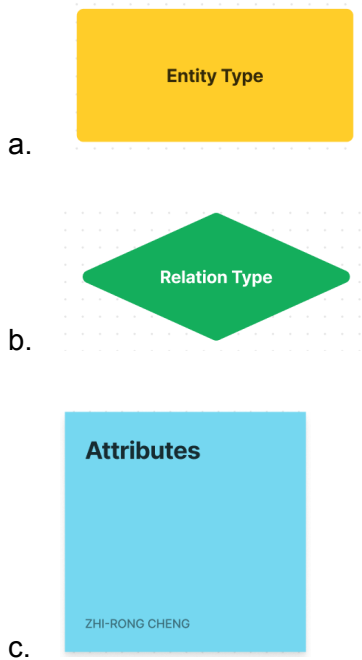 Entity Type
a.
Relation Type
b.
Attributes
ZHI-RONG CHENG
c.